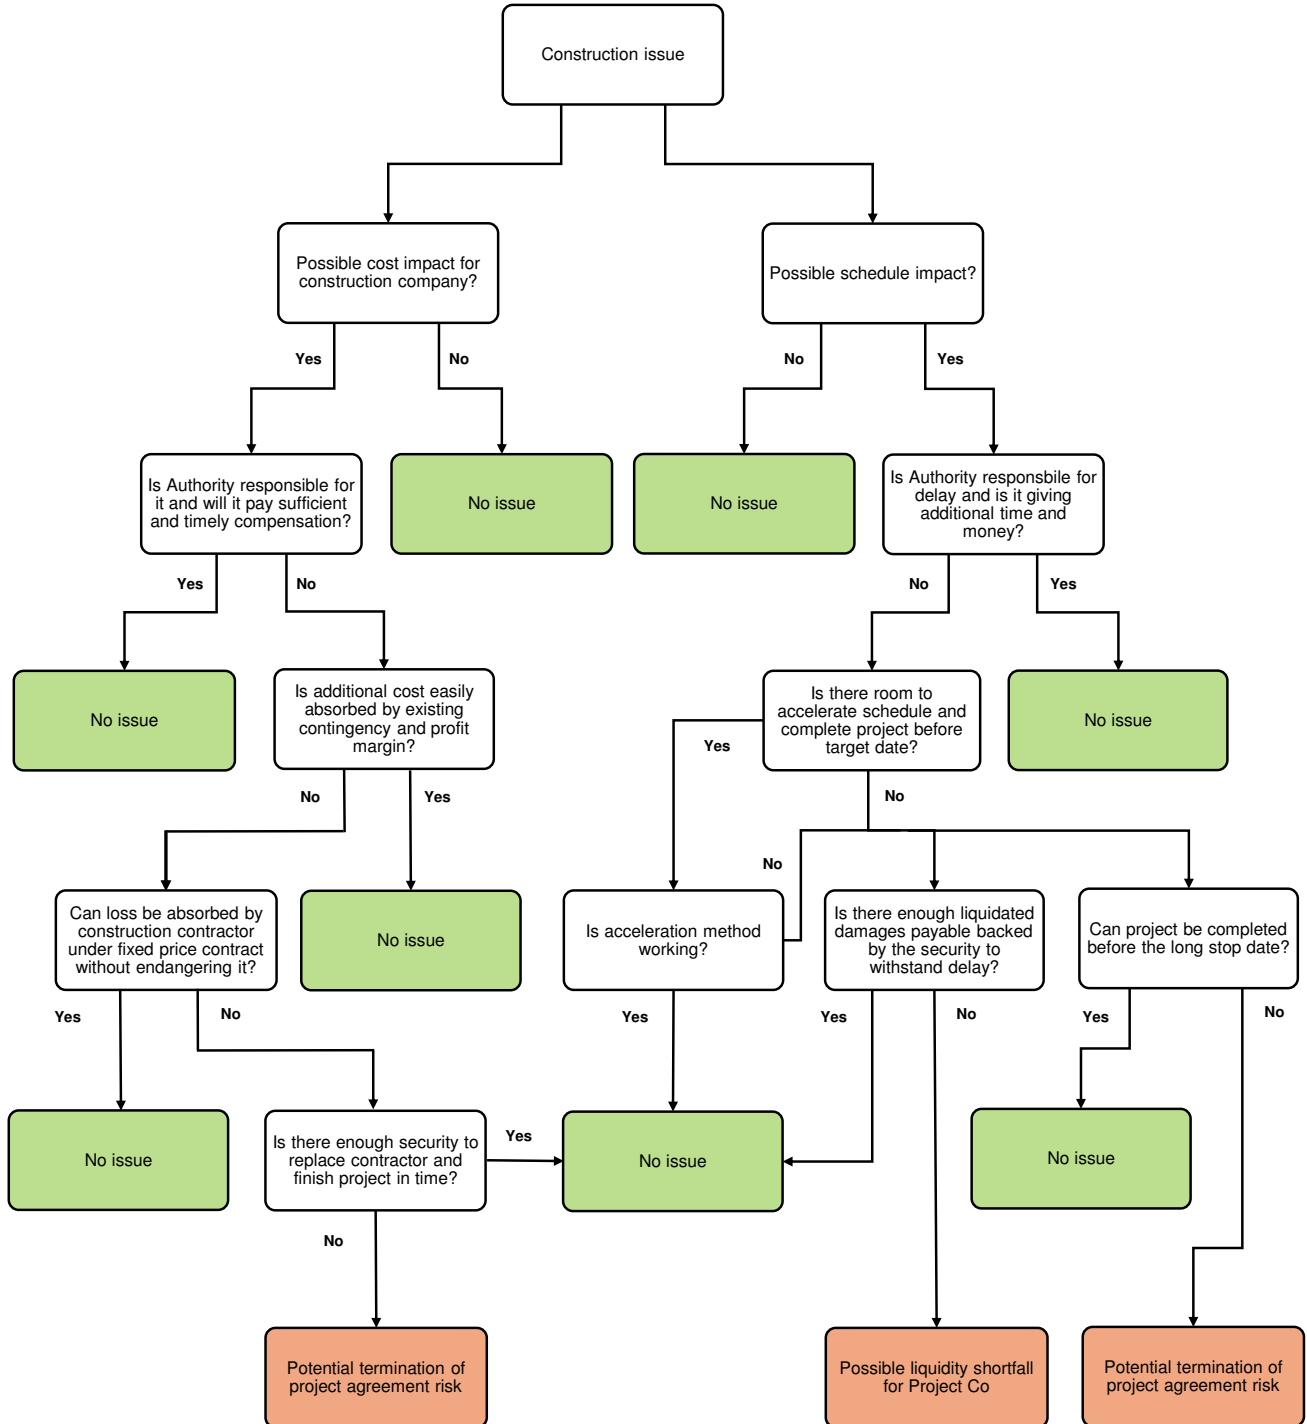 Construction issue
Possible cost impact for
construction company?
Possible schedule impact?
Yes
No
No
Yes
Is Authority responsible for
it and will it pay sufficient
and timely compensation?
No issue
No issue
Is Authority responsbile for
delay and is it giving
additional time and
money?
Yes
No
No
Yes
No issue
Is additional cost easily
absorbed by existing
contingency and profit
margin?
Is there room to
accelerate schedule and
complete project before
target date?
No issue
Yes
No
Yes
No
No
Can loss be absorbed by
construction contractor
under fixed price contract
without endangering it?
No issue
Is acceleration method
working?
Is there enough liquidated
damages payable backed
by the security to
withstand delay?
Can project be completed
before the long stop date?
Yes
No
Yes
Yes
No
Yes
No
No issue
Is there enough security to
replace contractor and
finish project in time?
Yes
No issue
No issue
No
Potential termination of
project agreement risk
Possible liquidity shortfall
for Project Co
Potential termination of
project agreement risk